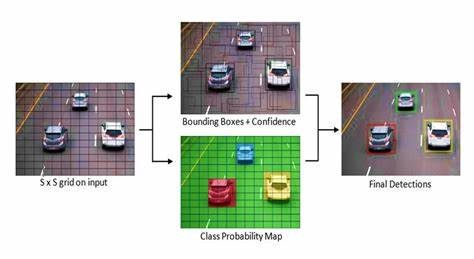 S x S grid on input
Bounding Boxes + Confidence
Class Probability Map
Final Detections